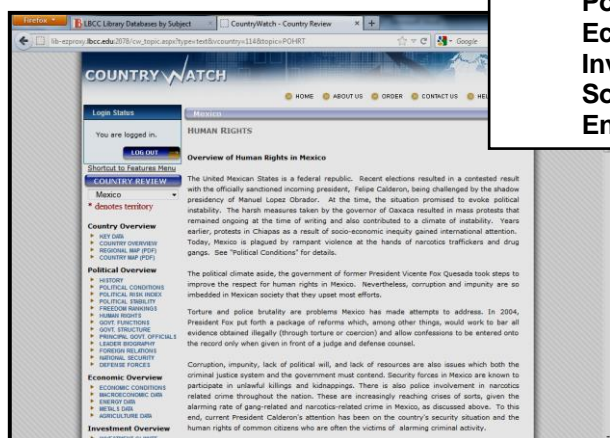 Firefox
LBCC Library Databases by Subject
CountryWatch - Country Review
lib-ezproxy.lbcc.edu:2078/cw_topic.aspx?type=text&vcountry=114&topic=POHRT
Google
COUNTRY WATCH
HOME
ABOUT US
ORDER
CONTACT US
HEL
Login Status
You are logged in.
LOG OUT
Shortcut to Features Menu
COUNTRY REVIEW
Mexico
* denotes territory
Country Overview
KEY DATA
COUNTRY OVERVIEW
REGIONAL MAP (PDF)
COUNTRY MAP (PDF)
Political Overview
HISTORY
POLITICAL CONDITIONS
POLITICAL RISK INDEX
POLITICAL STABILITY
FREEDOM RANKINGS
HUMAN RIGHTS
GOVT. FUNCTIONS
GOVT. STRUCTURE
PRINCIPAL GOVT. OFFICIALS
LEADER BIOGRAPHY
FOREIGN RELATIONS
NATIONAL SECURITY
DEFENSE FORCES
Economic Overview
ECONOMIC CONDITIONS
MACROECONOMIC DATA
ENERGY DATA
METALS DATA
AGRICULTURE DATA
Investment Overview
Mexico
HUMAN RIGHTS
Overview of Human Rights in Mexico
The United Mexican States is a federal republic. Recent elections resulted in a contested result
with the officially sanctioned incoming president, Felipe Calderon, being challenged by the shadow
presidency of Manuel Lopez Obrador. At the time, the situation promised to evoke political
instability. The harsh measures taken by the governor of Oaxaca resulted in mass protests that
remained ongoing at the time of writing and also contributed to a climate of instability. Years
earlier, protests in Chiapas as a result of socio-economic inequity gained international attention.
Today, Mexico is plagued by rampant violence at the hands of narcotics traffickers and drug
gangs. See "Political Conditions" for details.
The political climate aside, the government of former President Vicente Fox Quesada took steps to
improve the respect for human rights in Mexico. Nevertheless, corruption and impunity are so
imbedded in Mexican society that they upset most efforts.
Torture and police brutality are problems Mexico has made attempts to address. In 2004,
President Fox put forth a package of reforms which, among other things, would work to bar all
evidence obtained illegally (through torture or coercion) and allow confessions to be entered onto
the record only when given in front of a judge and defense counsel.
Corruption, impunity, lack of political will, and lack of resources are also issues which both the
criminal justice system and the government must contend. Security forces in Mexico are known to
participate in unlawful killings and kidnappings. There is also police involvement in narcotics
related crime throughout the nation. These are increasingly reaching crises of sorts, given the
alarming rate of gang-related and narcotics-related crime in Mexico, as discussed above. To this
end, current President Calderon's attention has been on the country's security situation and the
human rights of common citizens who are often the victims of alarming criminal activity.
Po
Ec
Inv
So
En